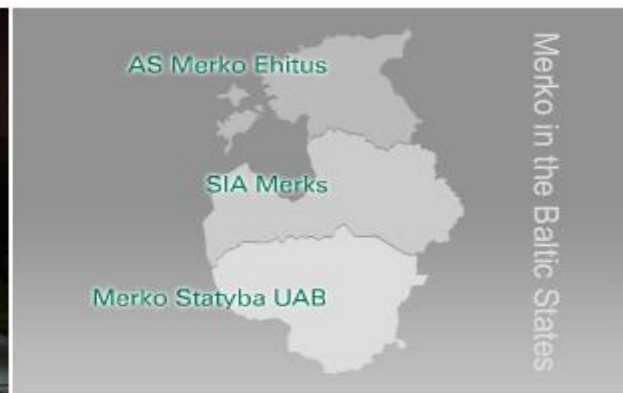 AS Merko Ehitus
SIA Merks
Merko Statyba UAB
Merko in the Baltic States